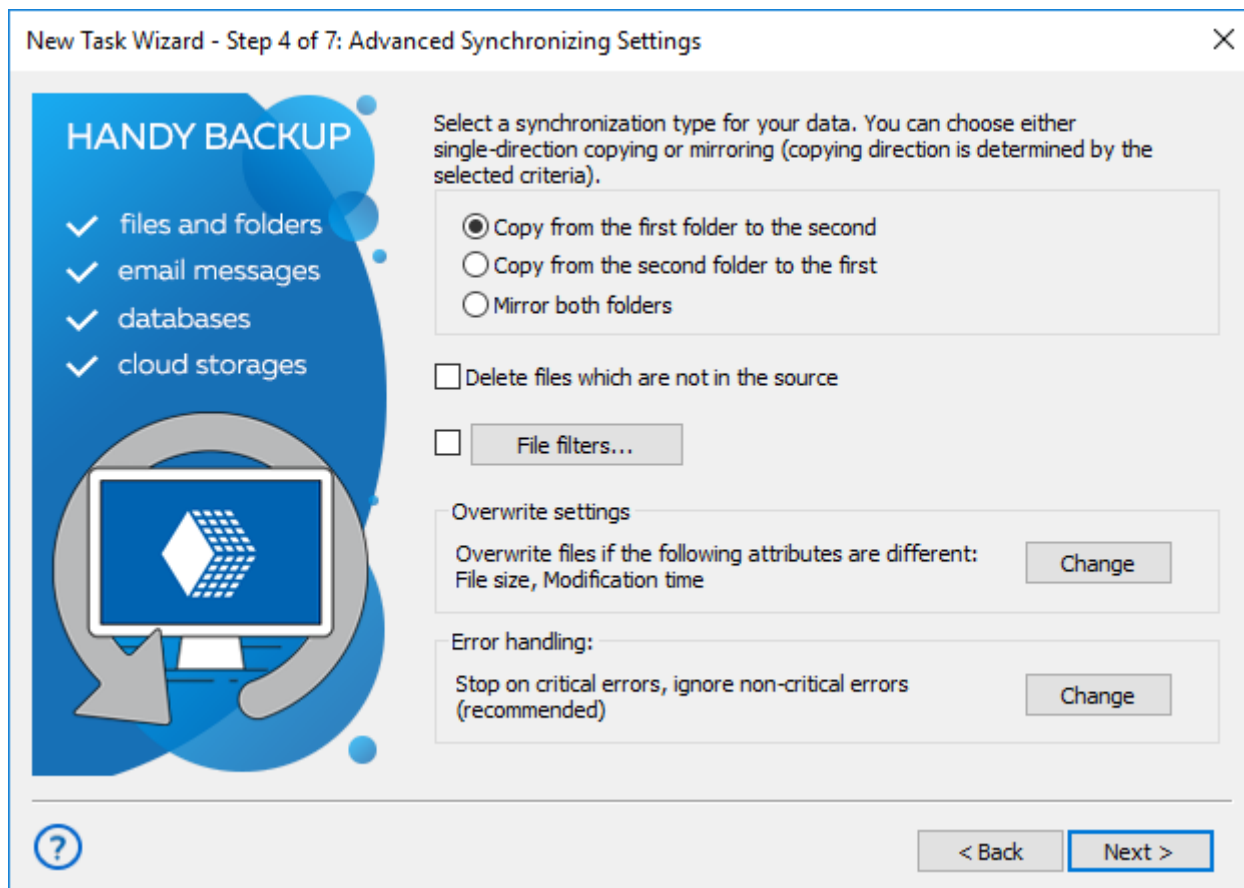 New Task Wizard - Step 4 of 7: Advanced Synchronizing Settings
HANDY BACKUP
files and folders
email messages
databases
cloud storages
Select a synchronization type for your data. You can choose either
single-direction copying or mirroring (copying direction is determined by the
selected criteria).
Copy from the first folder to the second
Copy from the second folder to the first
Mirror both folders
Delete files which are not in the source
File filters...
Overwrite settings
Overwrite files if the following attributes are different:
File size, Modification time
Change
Error handling:
Stop on critical errors, ignore non-critical errors
(recommended)
Change
?
< Back
Next >